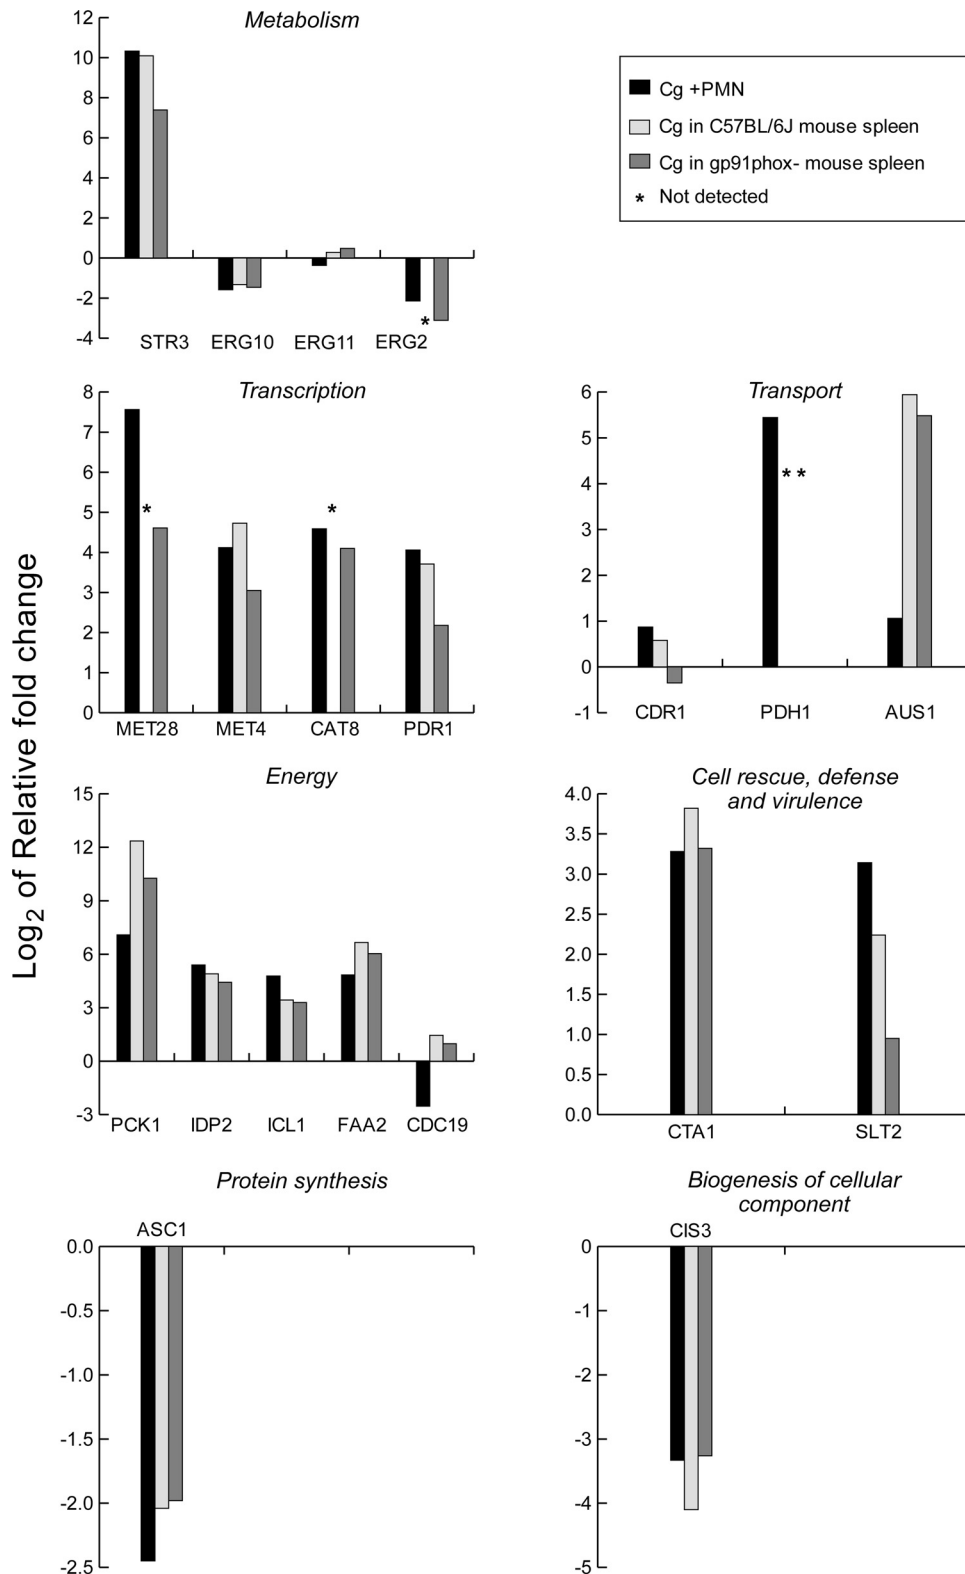 Metabolism
12
10
8
6
4
2
0
-2
-4
STR3 ERG10 ERG11 ERG2
*
Cg +PMN
Cg in C57BL/6J mouse spleen
Cg in gp91phox- mouse spleen
* Not detected
Log2 of Relative fold change
Transcription
8
7
6
5
4
3
2
1
0
* *
MET28 MET4 CAT8 PDR1
Transport
6
5
4
3
2
1
0
-1
**
CDR1 PDH1 AUS1
Energy
15
12
9
6
3
0
-3
PCK1 IDP2 ICL1 FAA2 CDC19
Cell rescue, defense
and virulence
4.0
3.5
3.0
2.5
2.0
1.5
1.0
0.5
0.0
CTA1 SLT2
Protein synthesis
ASC1
0.0
-0.5
-1.0
-1.5
-2.0
-2.5
Biogenesis of cellular
component
CIS3
0
-1
-2
-3
-4
-5